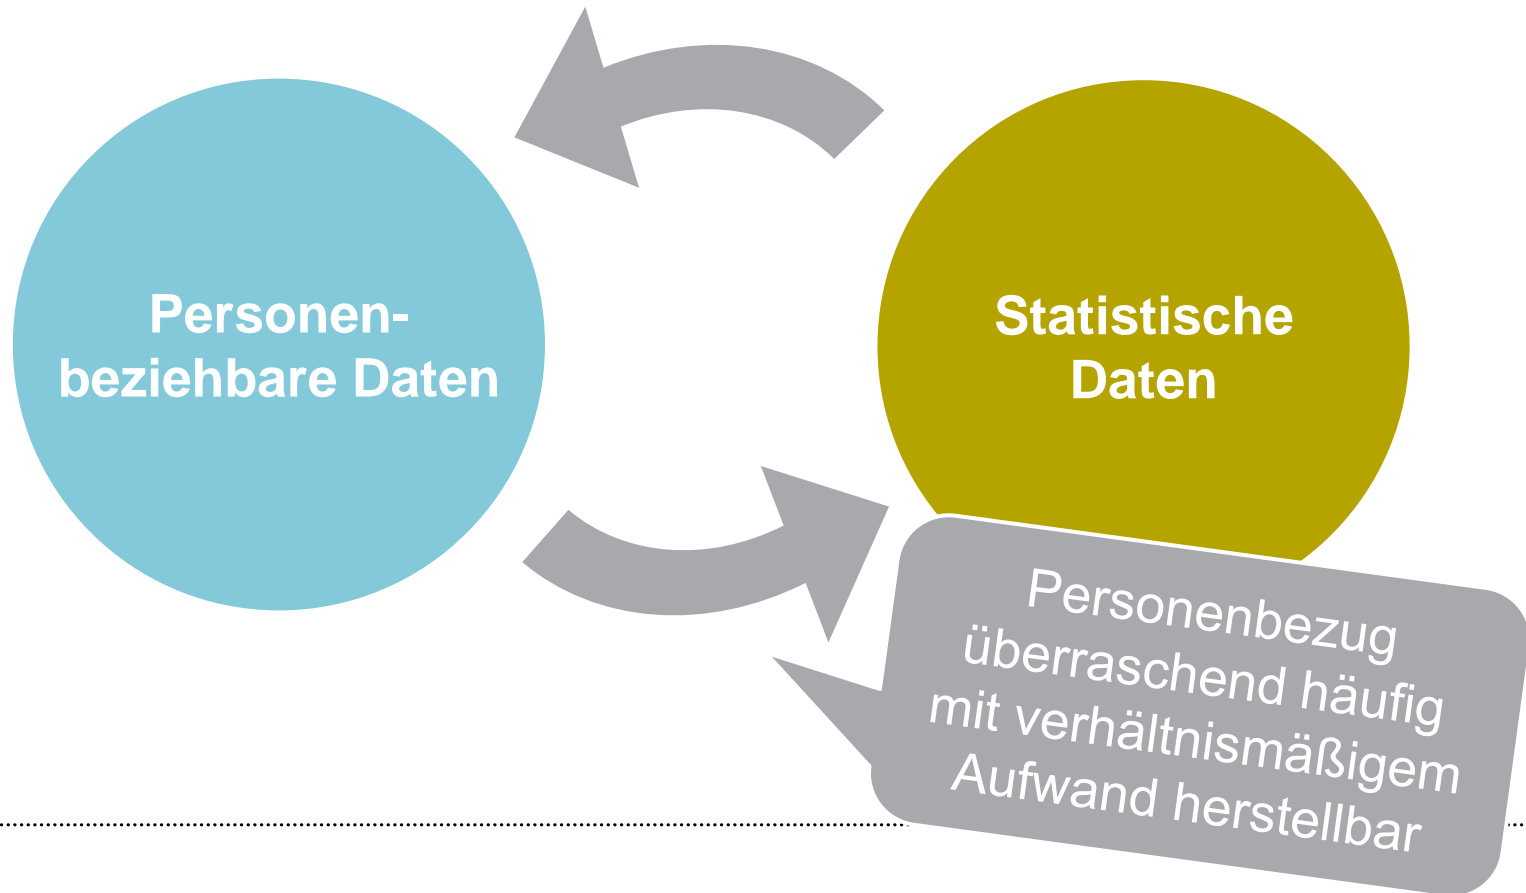 Personen-
beziehbare Daten
Statistische
Daten
Personenbezug
überraschend häufig
mit verhältnismäßigem
Aufwand herstellbar